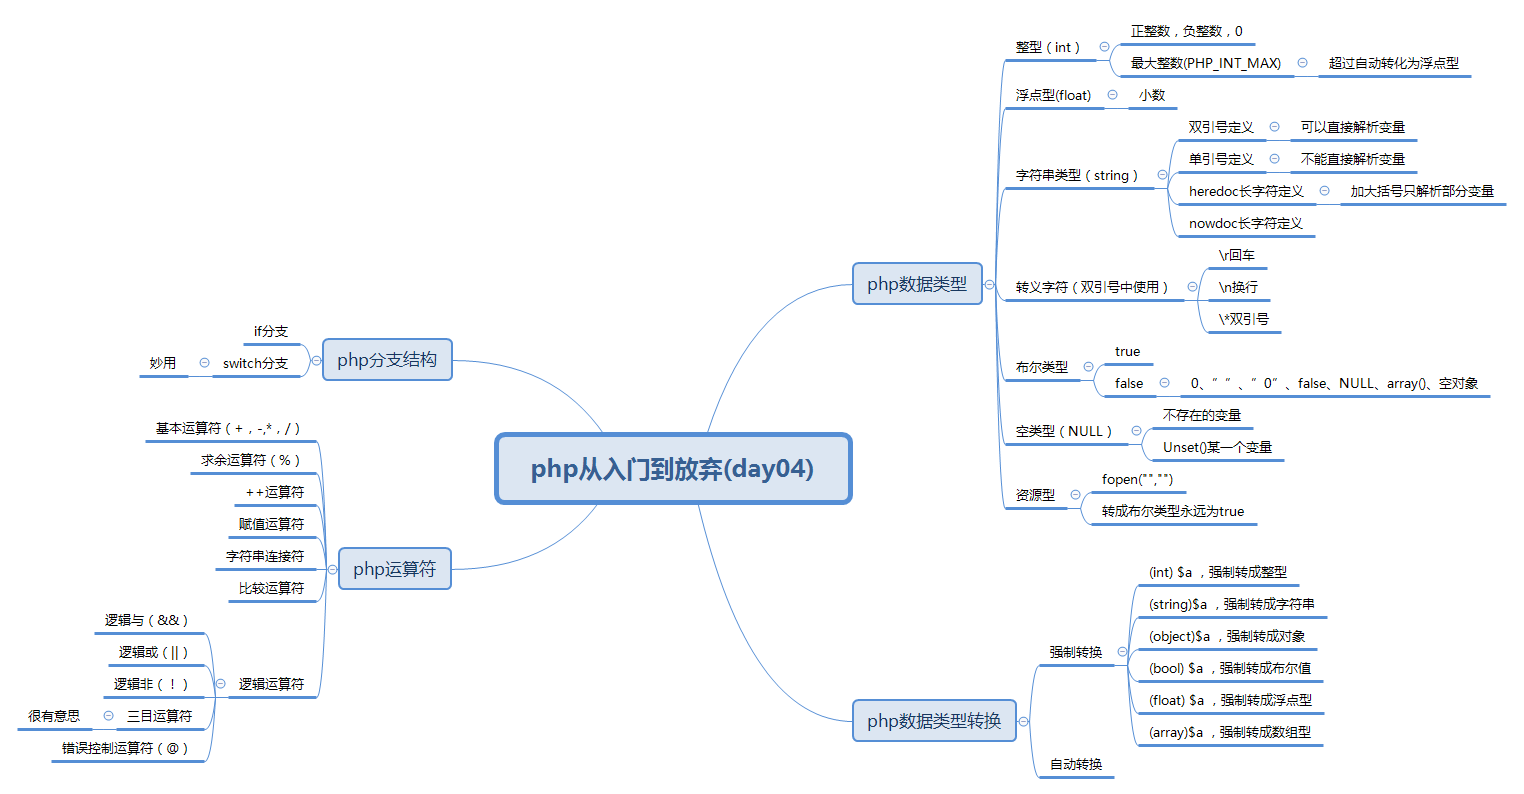 php从入门到放弃(day04)
php数据类型
整型（int）
正整数，负整数，0
最大整数(PHP_INT_MAX)
超过自动转化为浮点型
浮点型(float)
小数
字符串类型（string）
双引号定义
可以直接解析变量
单引号定义
不能直接解析变量
heredoc长字符定义
加大括号只解析部分变量
nowdoc长字符定义
转义字符（双引号中使用）
\r回车
\n换行
\*双引号
布尔类型
true
false
0、” ”、” 0”、false、NULL、array()、空对象
空类型（NULL）
不存在的变量
Unset()某一个变量
资源型
fopen("","")
转成布尔类型永远为true
php数据类型转换
强制转换
(int) $a ，强制转成整型
(string)$a ，强制转成字符串
(object)$a ，强制转成对象
(bool) $a ，强制转成布尔值
(float) $a ，强制转成浮点型
(array)$a ，强制转成数组型
自动转换
php分支结构
if分支
switch分支
妙用
php运算符
基本运算符（+，-,*，/）
求余运算符（%）
++运算符
赋值运算符
字符串连接符
比较运算符
逻辑运算符
逻辑与（&&）
逻辑或（||）
逻辑非（！）
三目运算符
很有意思
错误控制运算符（@）